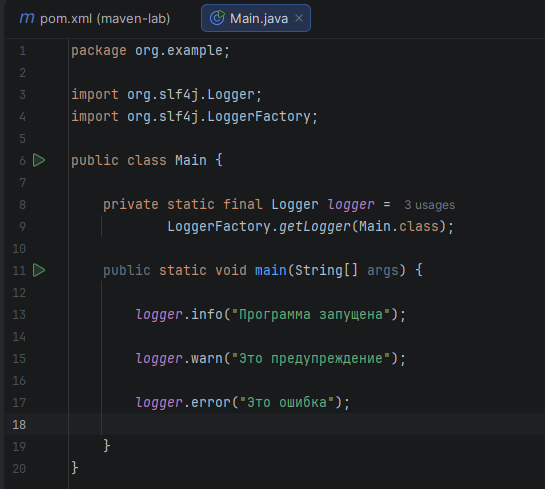 pom.xml (maven-lab) Main.java ×
1 package org.example;
2
3 import org.slf4j.Logger;
4 import org.slf4j.LoggerFactory;
5
6 public class Main {
7
8 private static final Logger logger = 3 usages
9 LoggerFactory.getLogger(Main.class);
10
11 public static void main(String[] args) {
12
13 logger.info("Программа запущена");
14
15 logger.warn("Это предупреждение");
16
17 logger.error("Это ошибка");
18
19 }
20 }